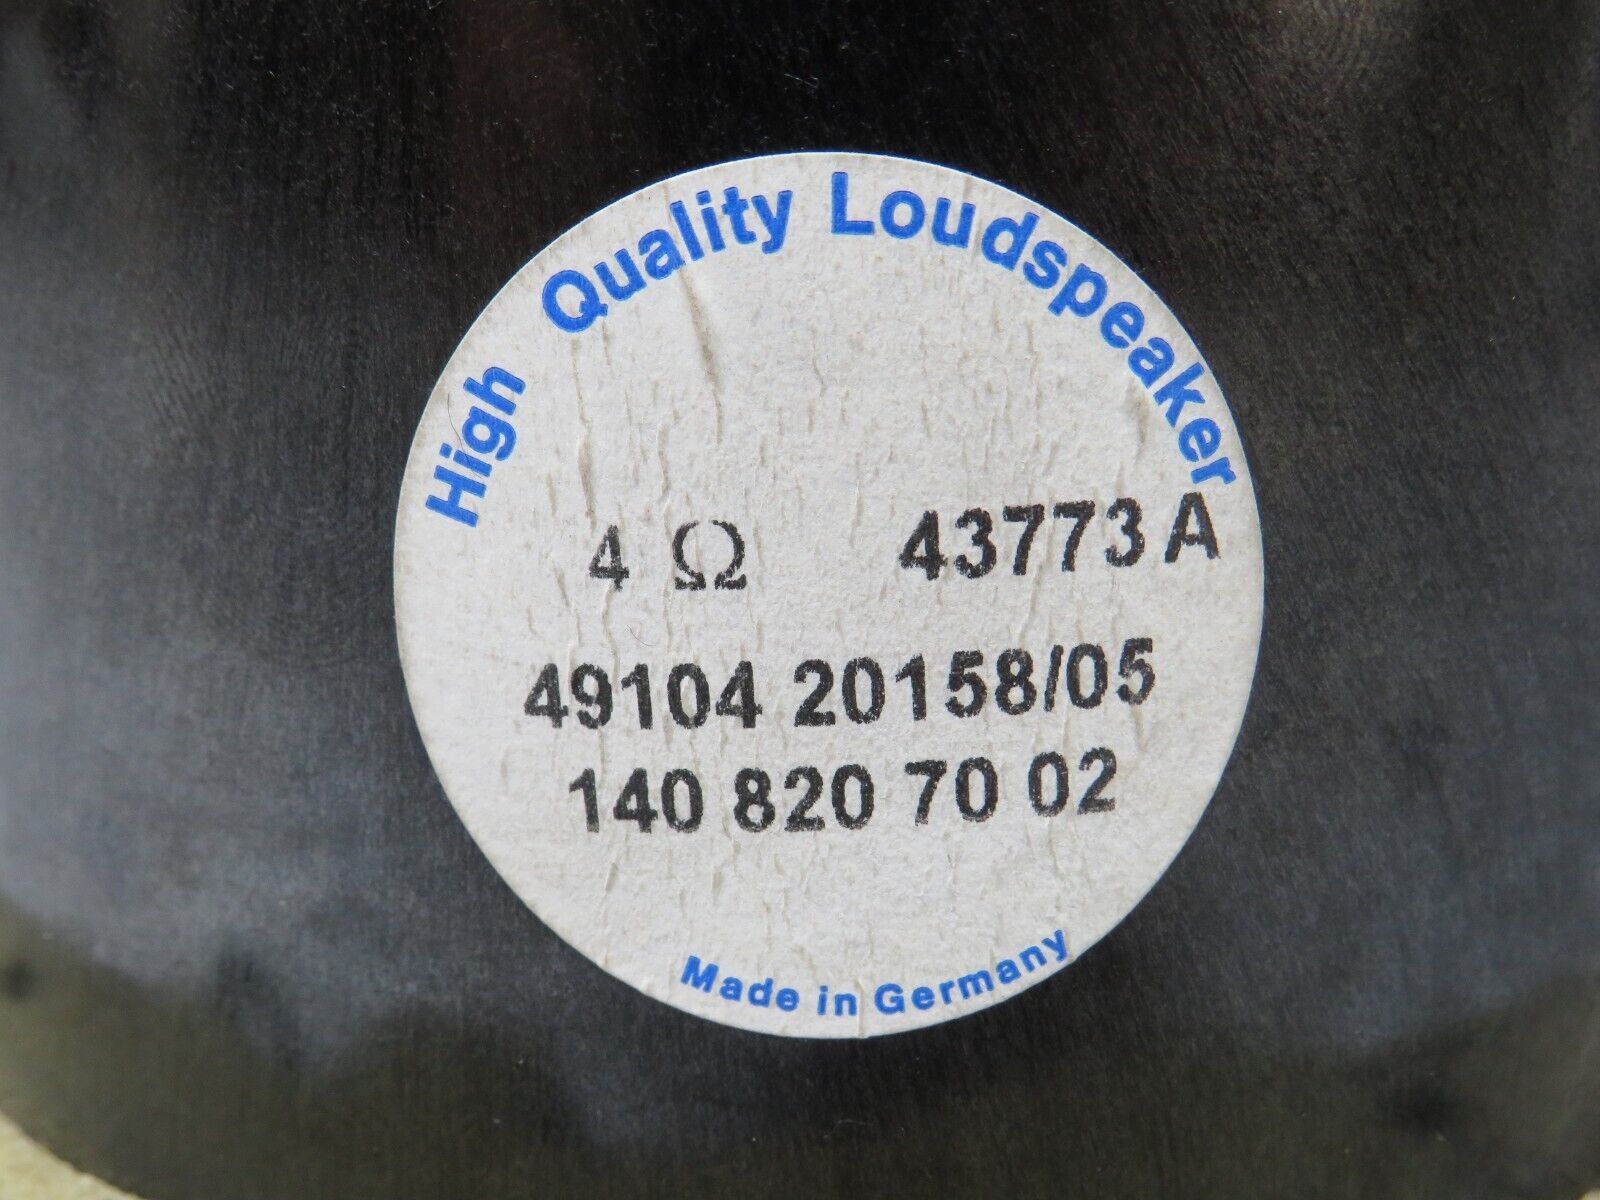 High Quality Loudspeaker
4 Ω 43773 A
49104 20158/05
140 820 70 02
Made in Germany